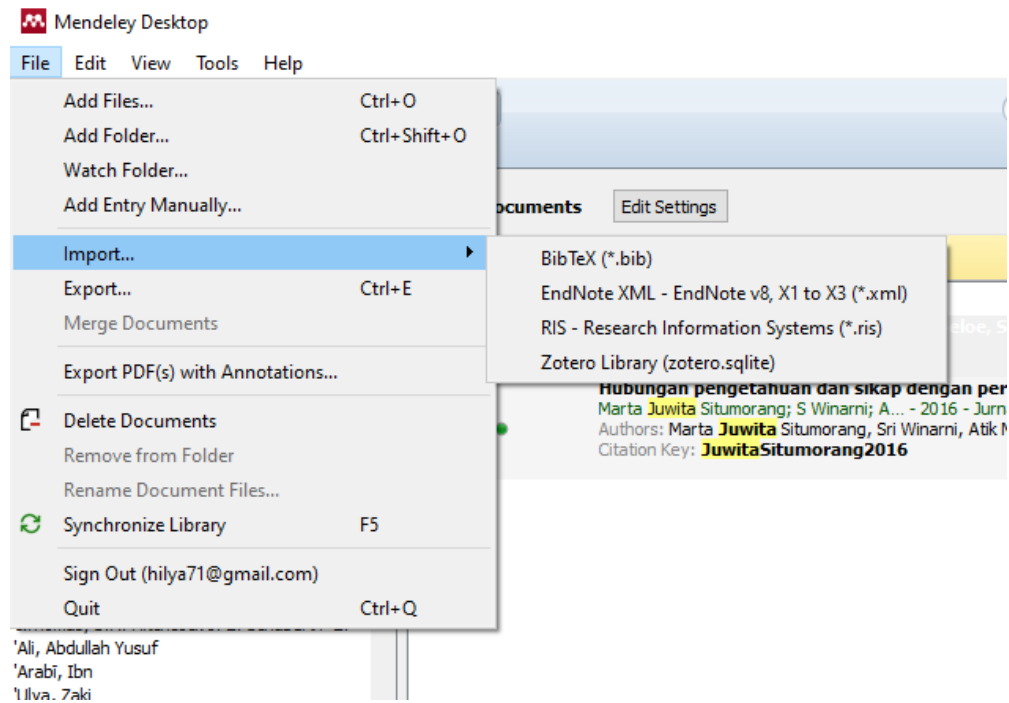 Mendeley Desktop
File Edit View Tools Help
Add Files... Ctrl+O
Add Folder... Ctrl+Shift+O
Watch Folder...
Add Entry Manually...
ocuments Edit Settings
Import...
BibTeX (*.bib)
EndNote XML - EndNote v8, X1 to X3 (*.xml)
RIS - Research Information Systems (*.ris)
Zotero Library (zotero.sqlite)
Export... Ctrl+E
Merge Documents
eloe, S
Export PDF(s) with Annotations...
Hubungan pengetahuan dan sikap dengan per
Marta Juwita Situmorang; S Winarni; A... - 2016 - Jurn
Authors: Marta Juwita Situmorang, Sri Winarni, Atik M
Citation Key: JuwitaSitumorang2016
Delete Documents
Remove from Folder
Rename Document Files...
Synchronize Library F5
Sign Out (hilya71@gmail.com)
Quit Ctrl+Q
'Ali, Abdullah Yusuf
'Arabī, Ibn
'Ulya, Zaki